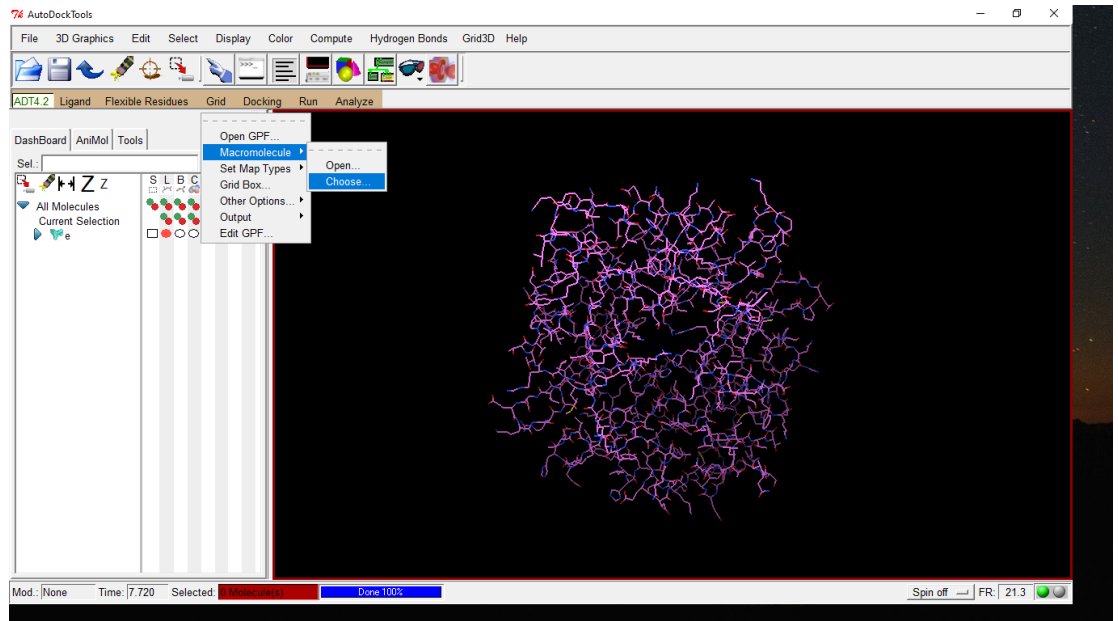 AutoDockTools
File 3D Graphics Edit Select Display Color Compute Hydrogen Bonds Grid3D Help
ADT4.2 Ligand Flexible Residues Grid Docking Run Analyze
DashBoard AniMol Tools
Sel.:
Z Z S L B C
All Molecules
Current Selection
e
Open GPF...
Macromolecule
Set Map Types
Grid Box...
Other Options...
Output
Edit GPF...
Open...
Choose...
Mod.: None Time: 7.720 Selected: 0 Molecule(s) Done 100% Spin off FR: 21.3